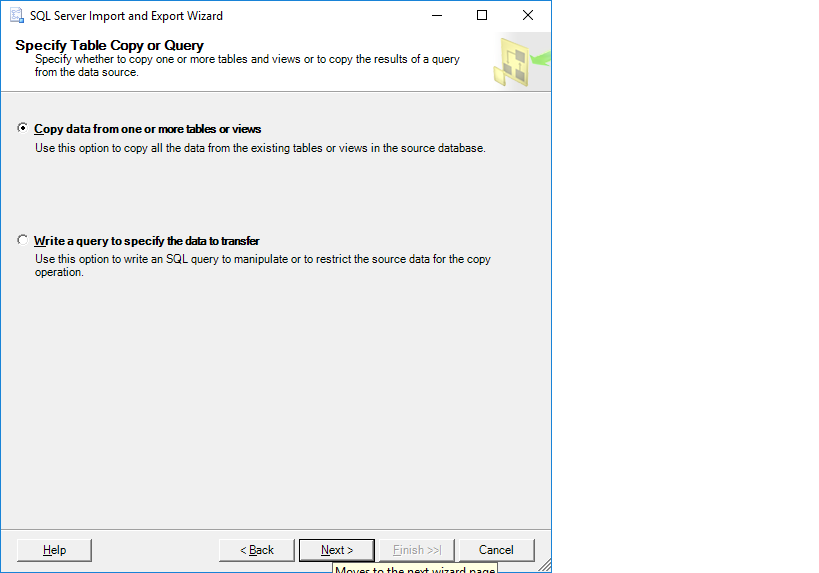 SQL Server Import and Export Wizard
Specify Table Copy or Query
Specify whether to copy one or more tables and views or to copy the results of a query
from the data source.
Copy data from one or more tables or views
Use this option to copy all the data from the existing tables or views in the source database.
Write a query to specify the data to transfer
Use this option to write an SQL query to manipulate or to restrict the source data for the copy
operation.
Help
< Back
Next >
Finish >>|
Cancel
Moves to the next wizard page